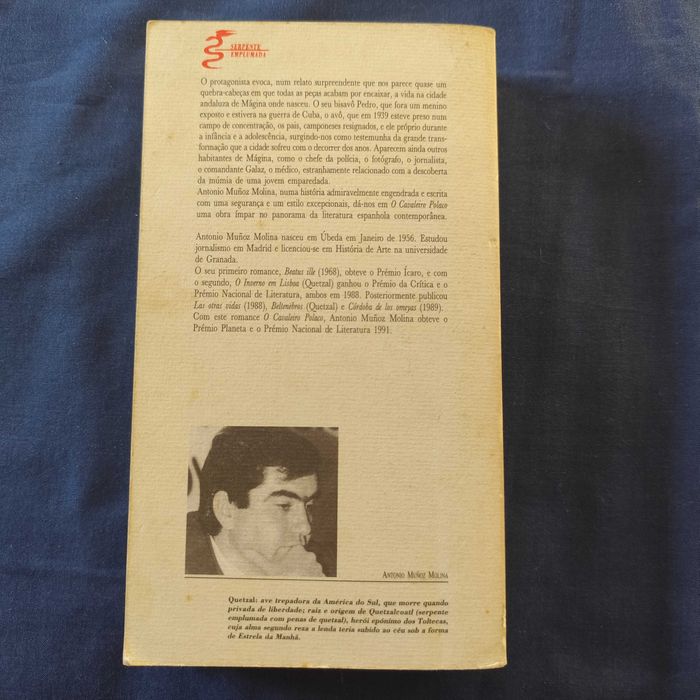 SERPENTE
EMPLUMADA
O protagonista evoca, num relato surpreendente que nos parece quase um
quebra-cabeças em que todas as peças acabam por encaixar, a vida na cidade
andaluza de Mágina onde nasceu. O seu bisavô Pedro, que fora um menino
exposto e estivera na guerra de Cuba, o avô, que em 1939 esteve preso num
campo de concentração, os pais, camponeses resignados, e ele próprio durante
a infância e a adolescência, surgindo-nos como testemunha da grande trans-
formação que a cidade sofreu com o decorrer dos anos. Aparecem ainda outros
habitantes de Mágina, como o chefe da polícia, o fotógrafo, o jornalista,
o comandante Galaz, o médico, estranhamente relacionado com a descoberta
da múmia de uma jovem emparedada.
Antonio Muñoz Molina, numa história admiravelmente engendrada e escrita
com uma segurança e um estilo excepcionais, dá-nos em O Cavaleiro Polaco
uma obra ímpar no panorama da literatura espanhola contemporânea.
Antonio Muñoz Molina nasceu em Úbeda em Janeiro de 1956. Estudou
jornalismo em Madrid e licenciou-se em História de Arte na universidade
de Granada.
O seu primeiro romance, Beatus ille (1968), obteve o Prémio Ícaro, e com
o segundo, O Inverno em Lisboa (Quetzal) ganhou o Prémio da Crítica e o
Prémio Nacional de Literatura, ambos em 1988. Posteriormente publicou
Las otras vidas (1988), Beltenebros (Quetzal) e Córdoba de los omeyas (1989).
Com este romance O Cavaleiro Polaco, Antonio Muñoz Molina obteve o
Prémio Planeta e o Prémio Nacional de Literatura 1991.
ANTONIO MUÑOZ MOLINA
Quetzal: ave trepadora da América do Sul, que morre quando
privada de liberdade; raiz e origem de Quetzalcoatl (serpente
emplumada com penas de quetzal), herói epónimo dos Toltecas,
cuja alma segundo reza a lenda teria subido ao céu sob a forma
de Estrela da Manhã.